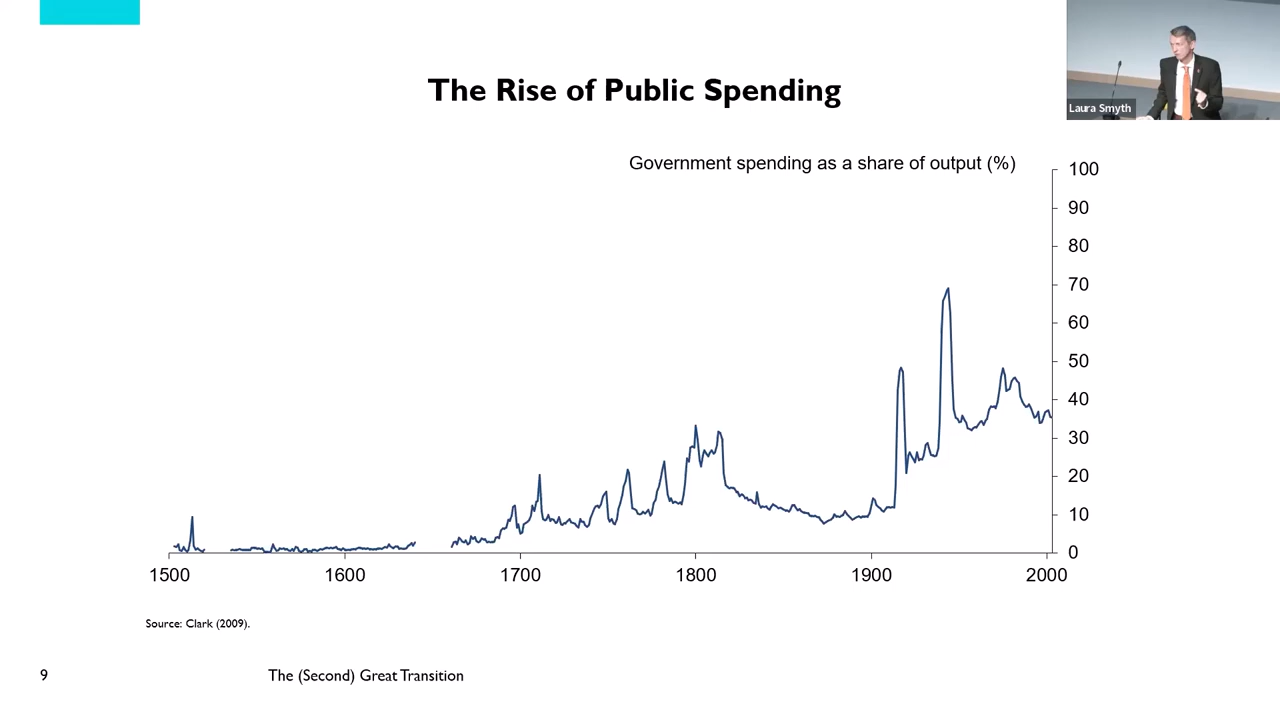 The Rise of Public Spending
Laura Smyth
Government spending as a share of output (%)
100
90
80
70
60
50
40
30
20
10
0
1500 1600 1700 1800 1900 2000
Source: Clark (2009).
9 The (Second) Great Transition